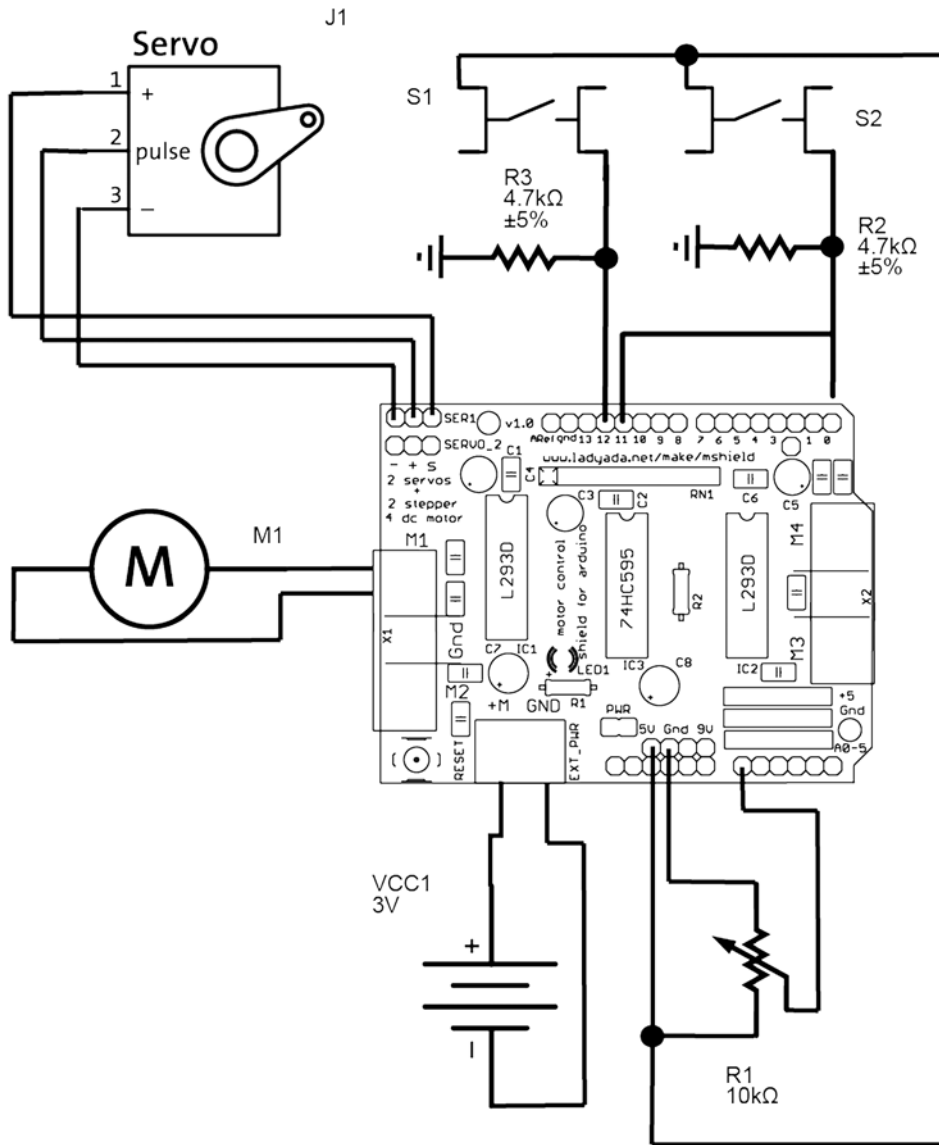 J1
Servo
1
+
2
pulse
3
−
S1
S2
R3
4.7kΩ
±5%
R2
4.7kΩ
±5%
SER1
v1.0
ARef
gnd
13
12
11
10
9
8
7
6
5
4
3
1
0
SERVO_2
www.ladyada.net/make/mshield
- + S
2 servos
+
2 stepper
4 dc motor
C1
C4
RN1
C3
C2
C6
C5
M1
M
M1
L293D
motor control
shield for arduino
74HC595
R2
L293D
M4
X2
M3
X1
Gnd
C7
IC1
LED1
IC3
C8
IC2
M2
+M
GND
+
R1
PWR
+5
Gnd
5V Gnd 9V
A0-5
RESET
EXT_PWR
VCC1
3V
+
R1
10kΩ